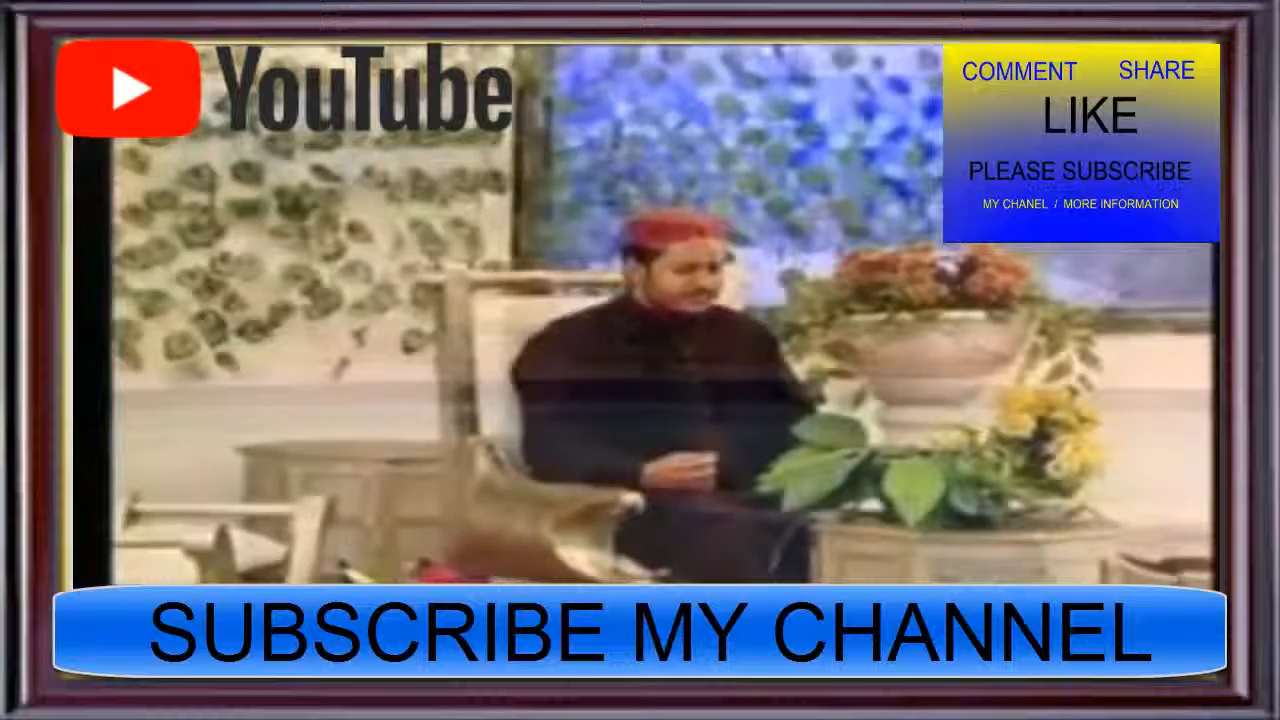 YouTube
COMMENT SHARE
LIKE
PLEASE SUBSCRIBE
MY CHANEL / MORE INFORMATION
SUBSCRIBE MY CHANNEL